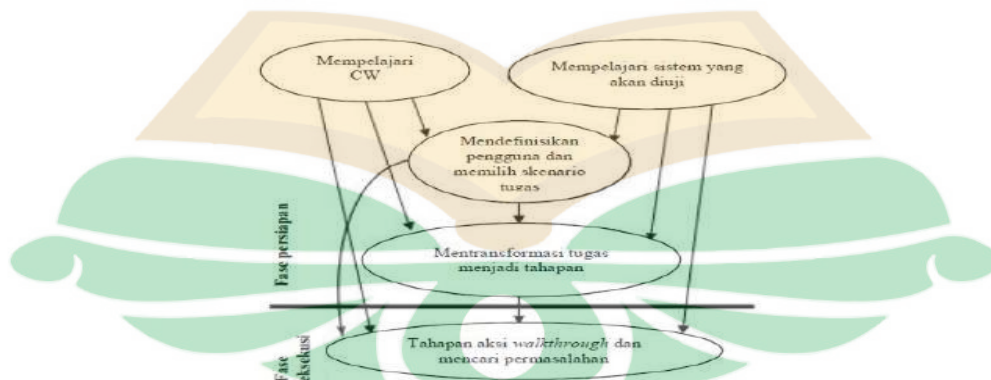 Mempelajari
CW
Mempelajari sistem yang
akan diuji
Mendefinisikan
pengguna dan
memilih skenario
tugas
Fase persiapan
Mentransformasi tugas
menjadi tahapan
Fase
eksekusi
Tahapan aksi walkthrough dan
mencari permasalahan